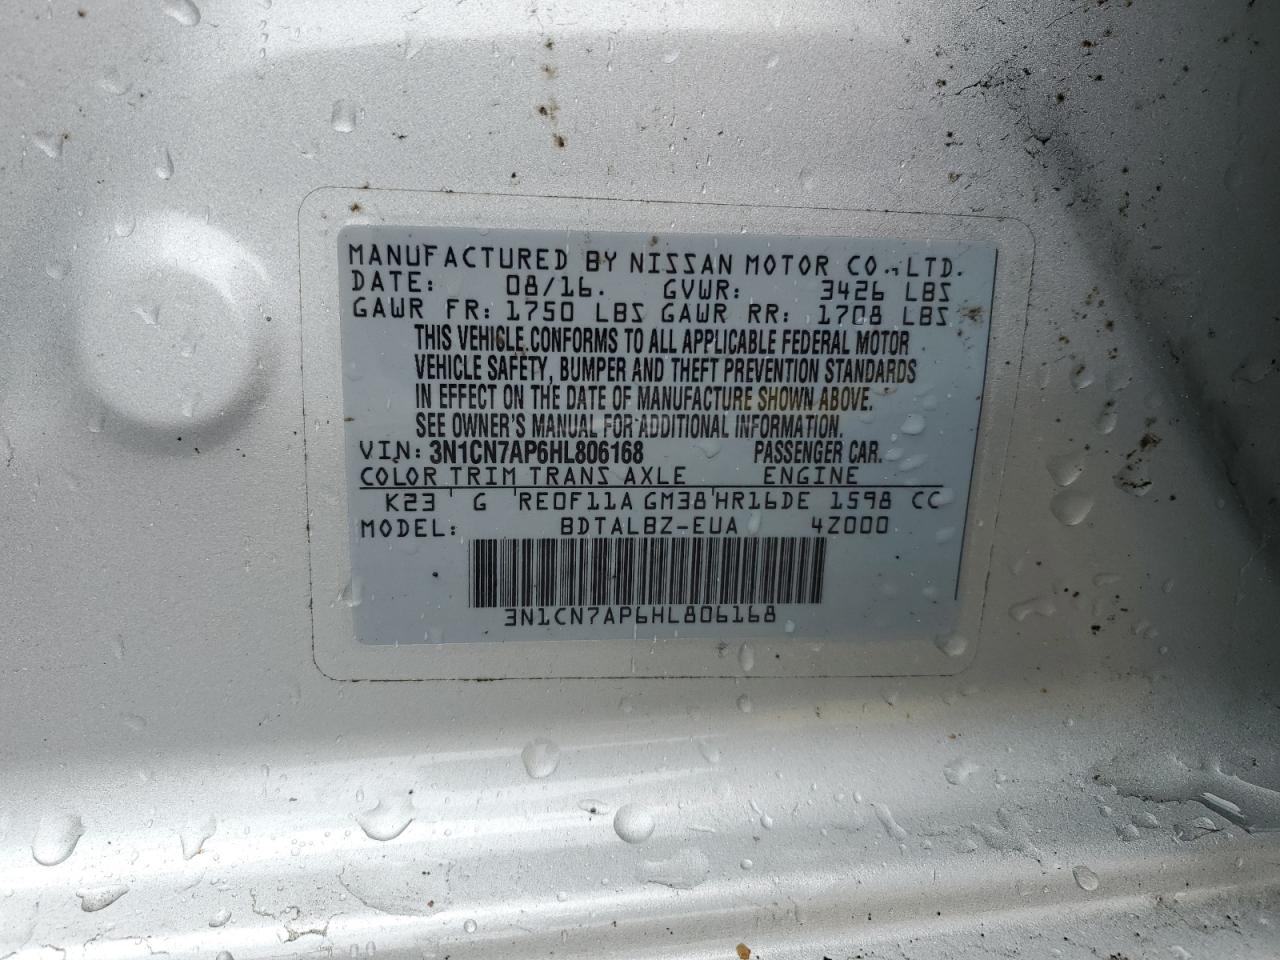 MANUFACTURED BY NISSAN MOTOR CO., LTD.
DATE: 08/16. GVWR: 3426 LBS
GAWR FR: 1750 LBS GAWR RR: 1708 LBS
THIS VEHICLE CONFORMS TO ALL APPLICABLE FEDERAL MOTOR
VEHICLE SAFETY, BUMPER AND THEFT PREVENTION STANDARDS
IN EFFECT ON THE DATE OF MANUFACTURE SHOWN ABOVE.
SEE OWNER'S MANUAL FOR ADDITIONAL INFORMATION.
VIN: 3N1CN7AP6HL806168 PASSENGER CAR.
COLOR TRIM TRANS AXLE ENGINE
K23 G RE0F11A GM38 HR16DE 1598 CC
MODEL: BDTALBZ-EUA 4Z000
3N1CN7AP6HL806168